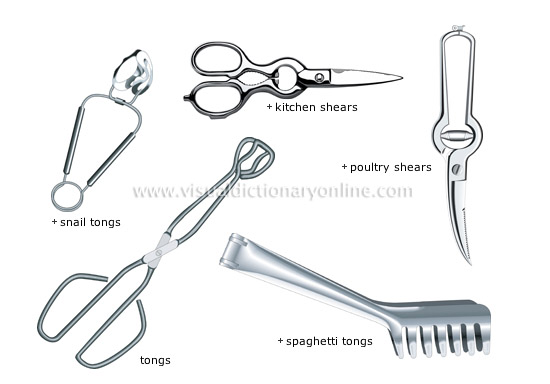 + kitchen shears
+ poultry shears
www.visualdictionaryonline.com
+ snail tongs
+ spaghetti tongs
tongs